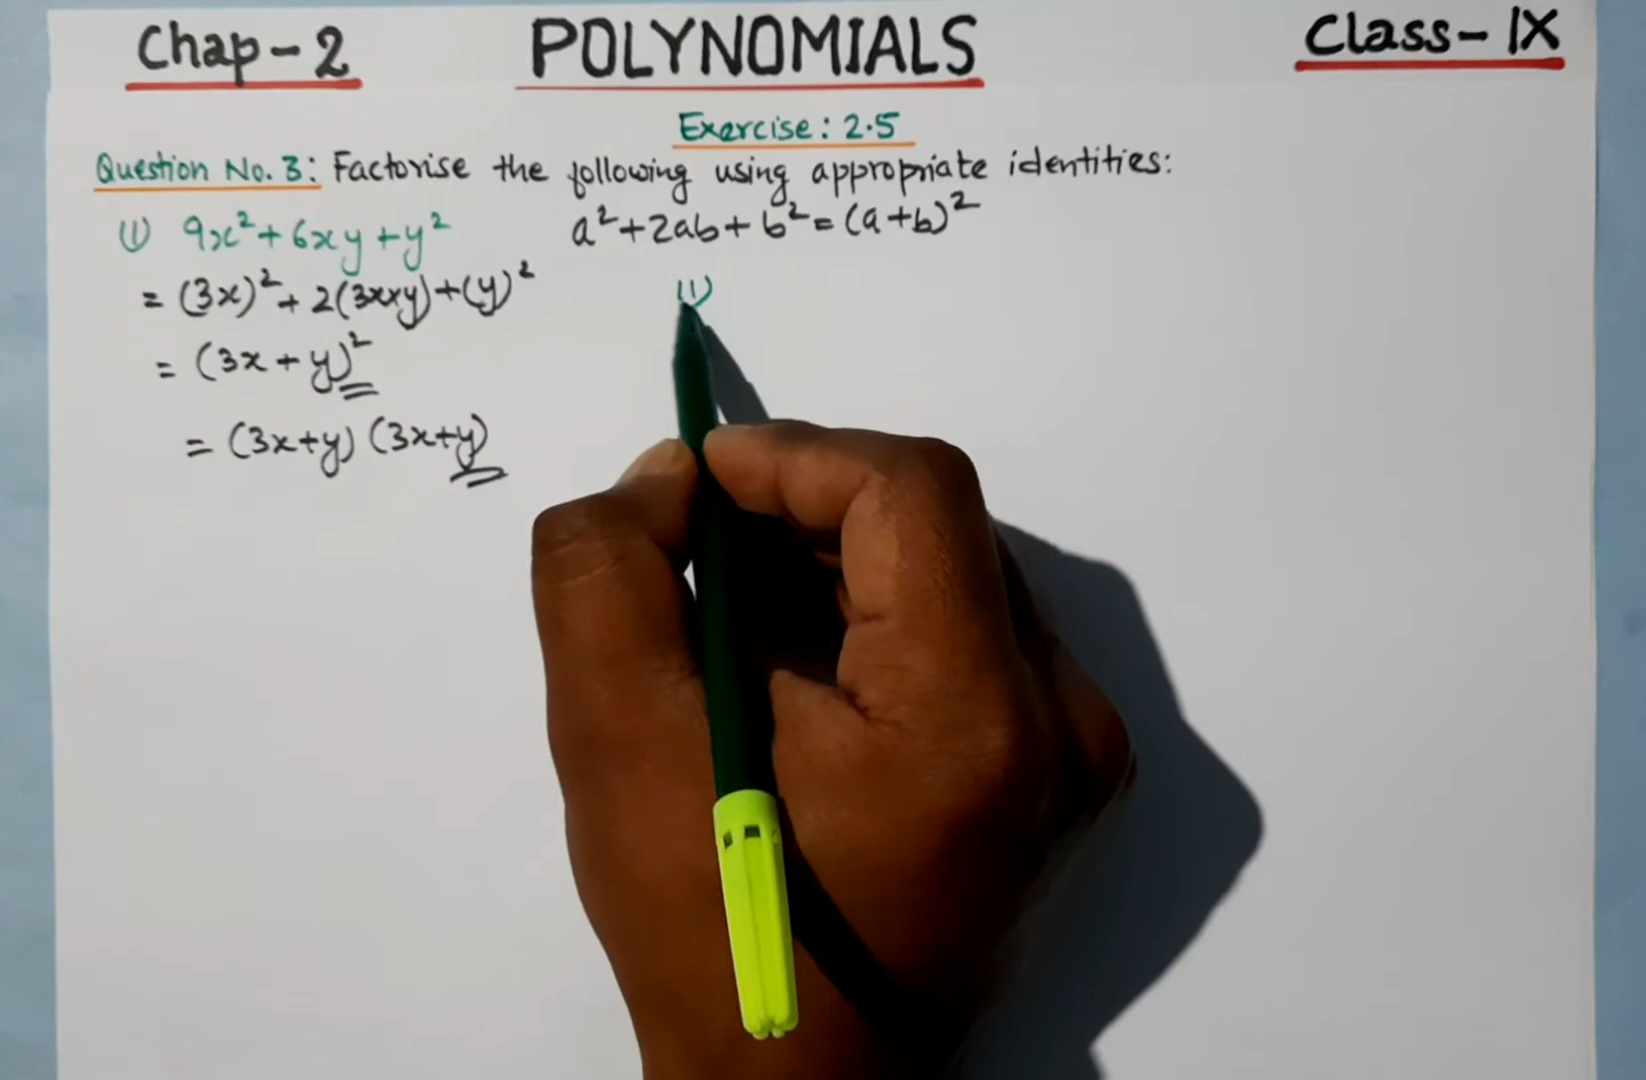 Chap-2 POLYNOMIALS Class-IX
Exercise: 2.5
Question No. 3: Factorise the following using appropriate identities:
(i) 9x²+6xy+y² a²+2ab+b²=(a+b)²
= (3x)²+2(3x×y)+(y)²
= (3x+y)²
= (3x+y) (3x+y)